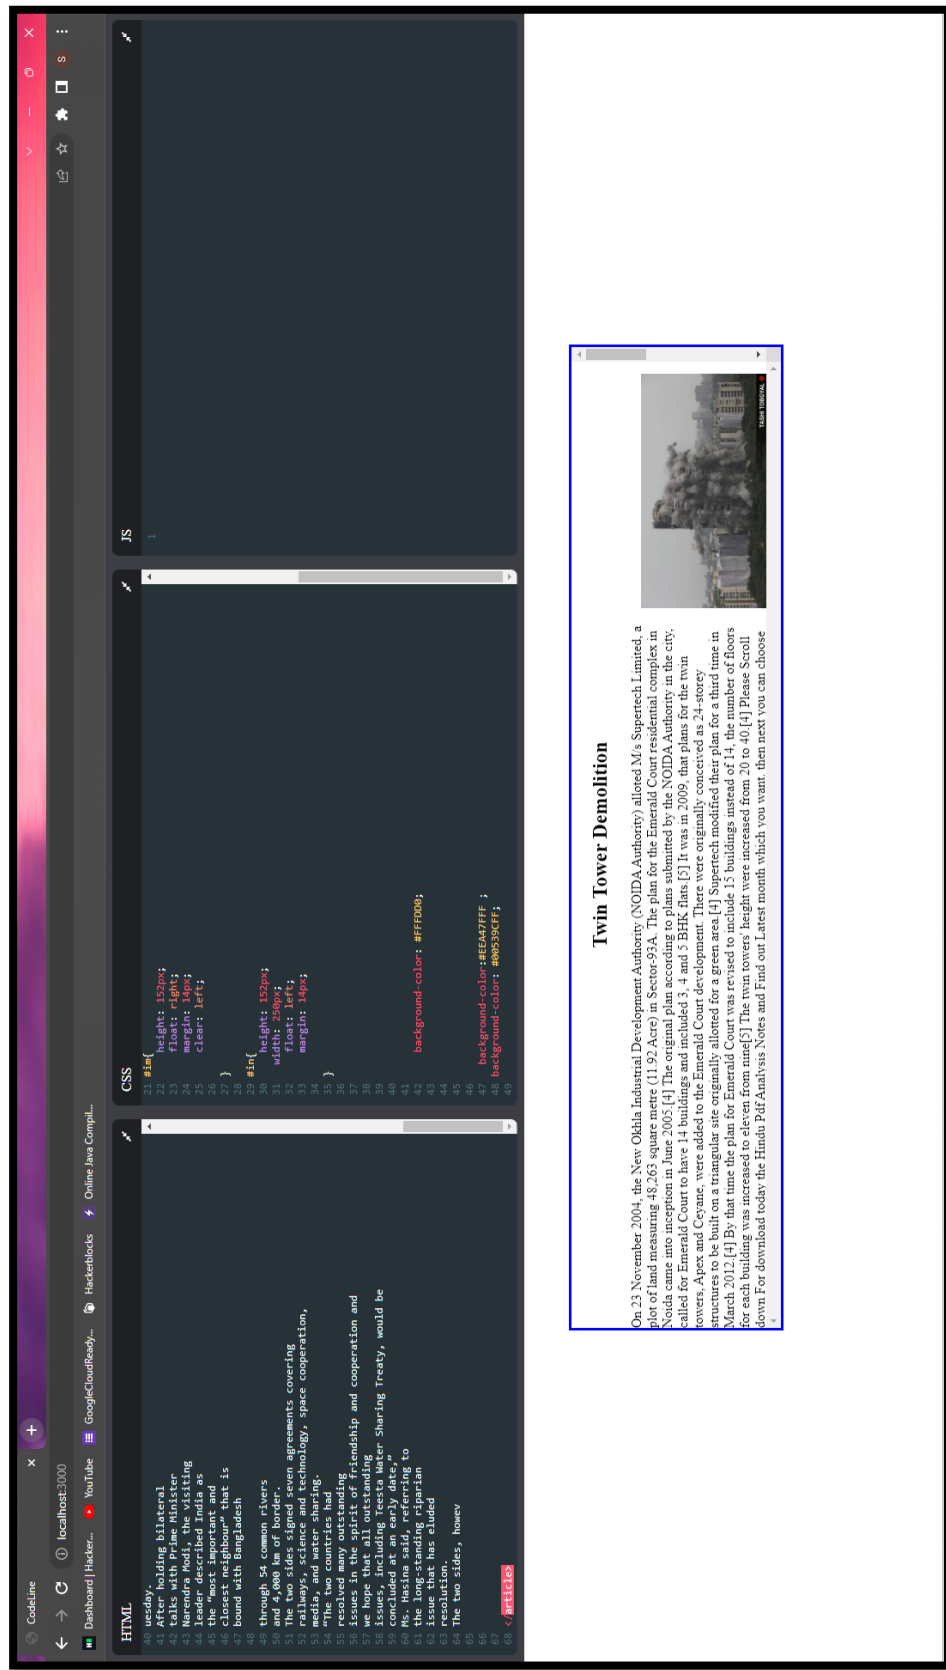 CodeLine
localhost:3000
Dashboard | Hacker...
YouTube
GoogleCloudReady...
Hackerblocks
Online Java Compil...
S
HTML
40 uesday.
41 After holding bilateral
42 talks with Prime Minister
43 Narendra Modi, the visiting
44 leader described India as
45 the “most important and
46 closest neighbour” that is
47 bound with Bangladesh
48
49 through 54 common rivers
50 and 4,000 km of border.
51 The two sides signed seven agreements covering
52 railways, science and technology, space cooperation,
53 media, and water sharing.
54 “The two countries had
55 resolved many outstanding
56 issues in the spirit of friendship and cooperation and
57 we hope that all outstanding
58 issues, including Teesta Water Sharing Treaty, would be
59 concluded at an early date,”
60 Ms. Hasina said, referring to
61 the long-standing riparian
62 issue that has eluded
63 resolution.
64 The two sides, howev
65
66
67
68 </article>
CSS
21 #im{
22 height: 152px;
23 float: right;
24 margin: 14px;
25 clear: left;
26
27 }
28
29 #in{
30 height: 152px;
31 width: 250px;
32 float: left;
33 margin: 14px;
34
35 }
36
37
38
39
40
41
42 background-color: #FFFDD0;
43
44
45
46
47 background-color:#EEA47FFF ;
48 background-color: #00539CFF;
49
JS
1
Twin Tower Demolition
On 23 November 2004, the New Okhla Industrial Development Authority (NOIDA Authority) alloted M/s Supertech Limited, a
plot of land measuring 48,263 square metre (11.92 Acre) in Sector-93A. The plan for the Emerald Court residential complex in
Noida came into inception in June 2005.[4] The original plan according to plans submitted by the NOIDA Authority in the city,
called for Emerald Court to have 14 buildings and included 3, 4 and 5 BHK flats.[5] It was in 2009, that plans for the twin
towers, Apex and Ceyane, were added to the Emerald Court development. There were originally conceived as 24-storey
structures to be built on a triangular site originally allotted for a green area.[4] Supertech modified their plan for a third time in
March 2012.[4] By that time the plan for Emerald Court was revised to include 15 buildings instead of 14, the number of floors
for each building was increased to eleven from nine[5] The twin towers' height were increased from 20 to 40.[4] Please Scroll
down For download today the Hindu Pdf Analysis Notes and Find out Latest month which you want. then next you can choose
TASHI TOBGYAL